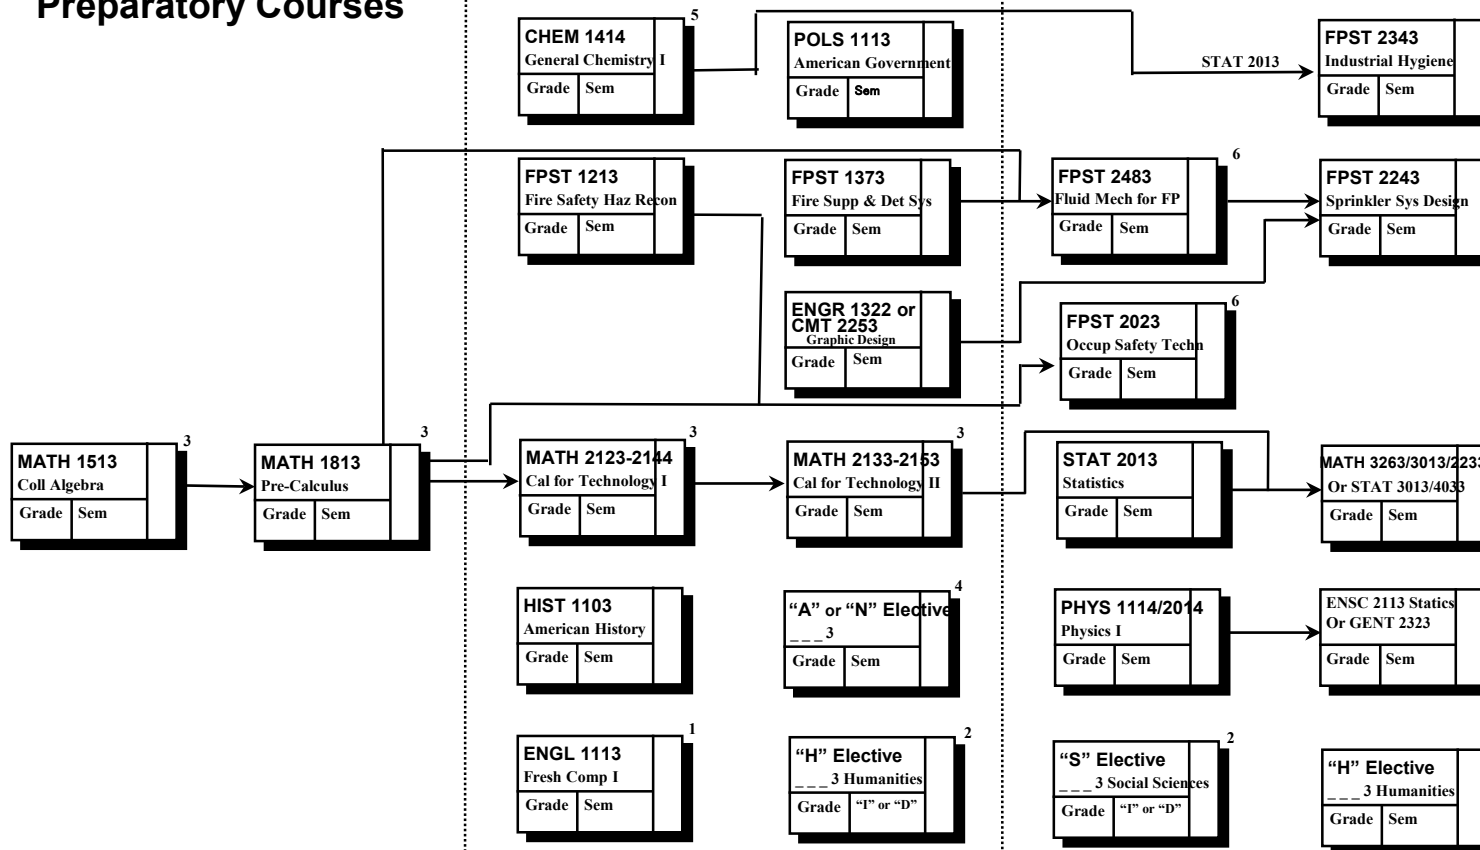 Preparatory Courses
5
CHEM 1414
General Chemistry I
Grade Sem
POLS 1113
American Government
Grade Sem
STAT 2013
FPST 2343
Industrial Hygiene
Grade Sem
FPST 1213
Fire Safety Haz Recon
Grade Sem
FPST 1373
Fire Supp & Det Sys
Grade Sem
6
FPST 2483
Fluid Mech for FP
Grade Sem
FPST 2243
Sprinkler Sys Design
Grade Sem
ENGR 1322 or
CMT 2253
Graphic Design
Grade Sem
6
FPST 2023
Occup Safety Techn
Grade Sem
3
MATH 1513
Coll Algebra
Grade Sem
3
MATH 1813
Pre-Calculus
Grade Sem
3
MATH 2123-2144
Cal for Technology I
Grade Sem
3
MATH 2133-2153
Cal for Technology II
Grade Sem
STAT 2013
Statistics
Grade Sem
MATH 3263/3013/2233
Or STAT 3013/4033
Grade Sem
HIST 1103
American History
Grade Sem
4
“A” or “N” Elective
_ _ _ 3
Grade Sem
PHYS 1114/2014
Physics I
Grade Sem
ENSC 2113 Statics
Or GENT 2323
Grade Sem
1
ENGL 1113
Fresh Comp I
Grade Sem
2
“H” Elective
_ _ _ 3 Humanities
Grade “I” or “D”
2
“S” Elective
_ _ _ 3 Social Sciences
Grade “I” or “D”
“H” Elective
_ _ _ 3 Humanities
Grade Sem